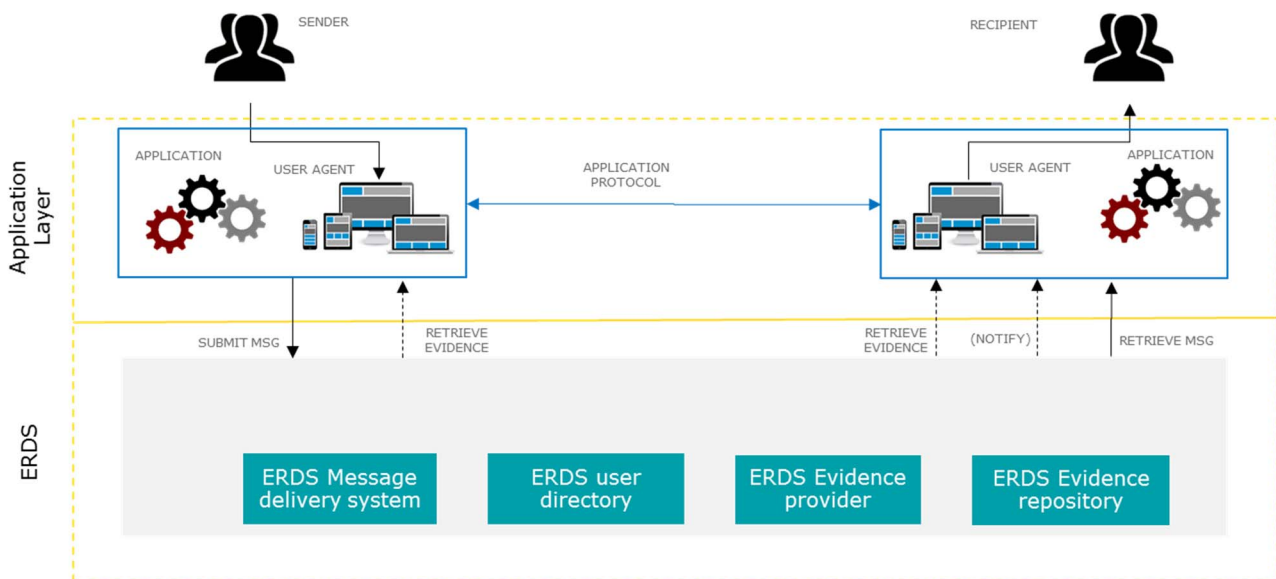 SENDER
RECIPIENT
Application
Layer
APPLICATION
USER AGENT
APPLICATION
PROTOCOL
USER AGENT
APPLICATION
SUBMIT MSG
RETRIEVE
EVIDENCE
RETRIEVE
EVIDENCE
(NOTIFY)
RETRIEVE MSG
ERDS
ERDS Message
delivery system
ERDS user
directory
ERDS Evidence
provider
ERDS Evidence
repository